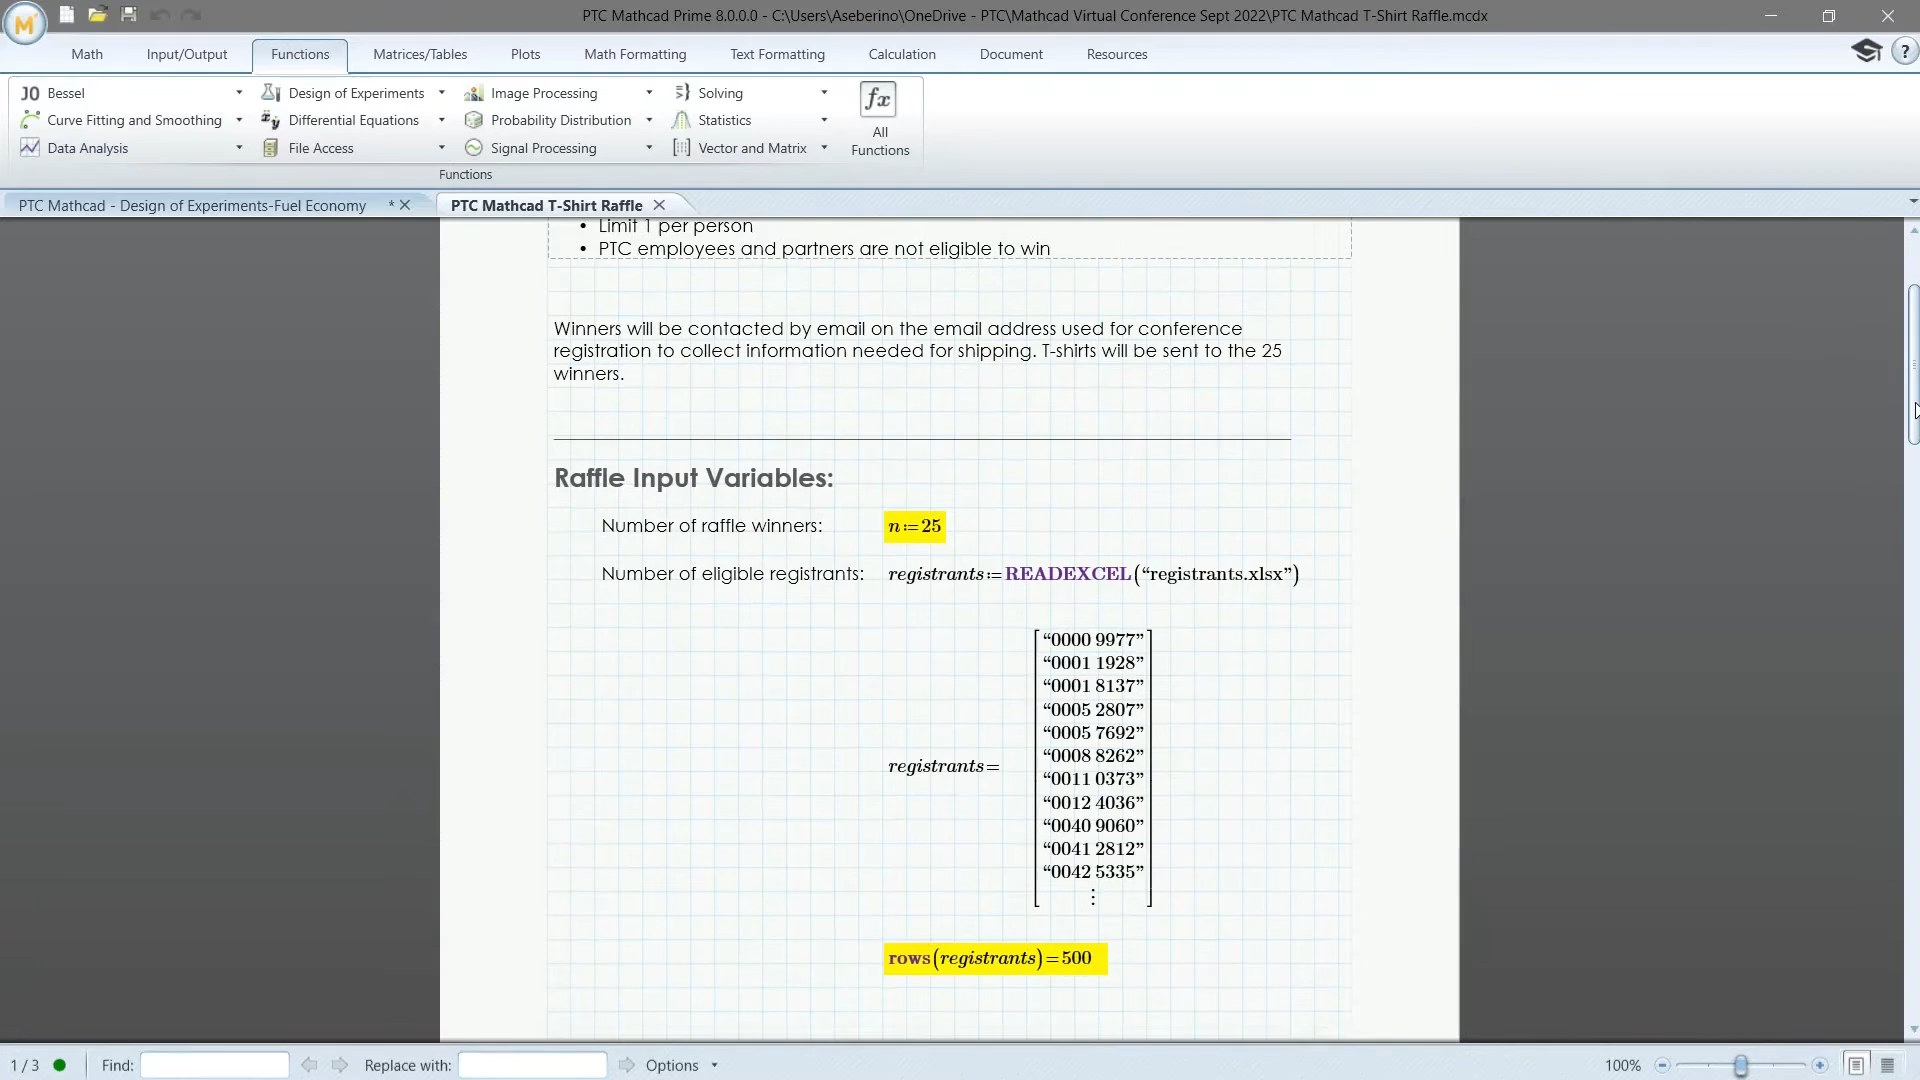 PTC Mathcad Prime 8.0.0.0 - C:\Users\Aseberino\OneDrive - PTC\Mathcad Virtual Conference Sept 2022\PTC Mathcad T-Shirt Raffle.mcdx
Math Input/Output Functions Matrices/Tables Plots Math Formatting Text Formatting Calculation Document Resources
Bessel Design of Experiments Image Processing Solving
Curve Fitting and Smoothing Differential Equations Probability Distribution Statistics
Data Analysis File Access Signal Processing Vector and Matrix
fx
All
Functions
Functions
PTC Mathcad - Design of Experiments-Fuel Economy * PTC Mathcad T-Shirt Raffle
• Limit 1 per person
• PTC employees and partners are not eligible to win
Winners will be contacted by email on the email address used for conference
registration to collect information needed for shipping. T-shirts will be sent to the 25
winners.
Raffle Input Variables:
Number of raffle winners: n:=25
Number of eligible registrants: registrants:=READEXCEL(“registrants.xlsx”)
“0000 9977”
“0001 1928”
“0001 8137”
“0005 2807”
“0005 7692”
“0008 8262”
registrants=
“0011 0373”
“0012 4036”
“0040 9060”
“0041 2812”
“0042 5335”
⋮
rows(registrants)=500
1 / 3 Find: Replace with: Options 100%